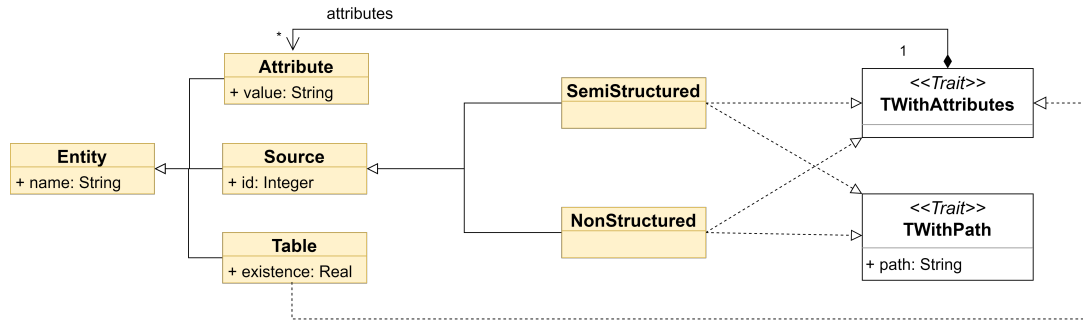 attributes
*
1
Attribute
+ value: String
SemiStructured
<<Trait>>
TWithAttributes
Entity
+ name: String
Source
+ id: Integer
NonStructured
<<Trait>>
TWithPath
+ path: String
Table
+ existence: Real